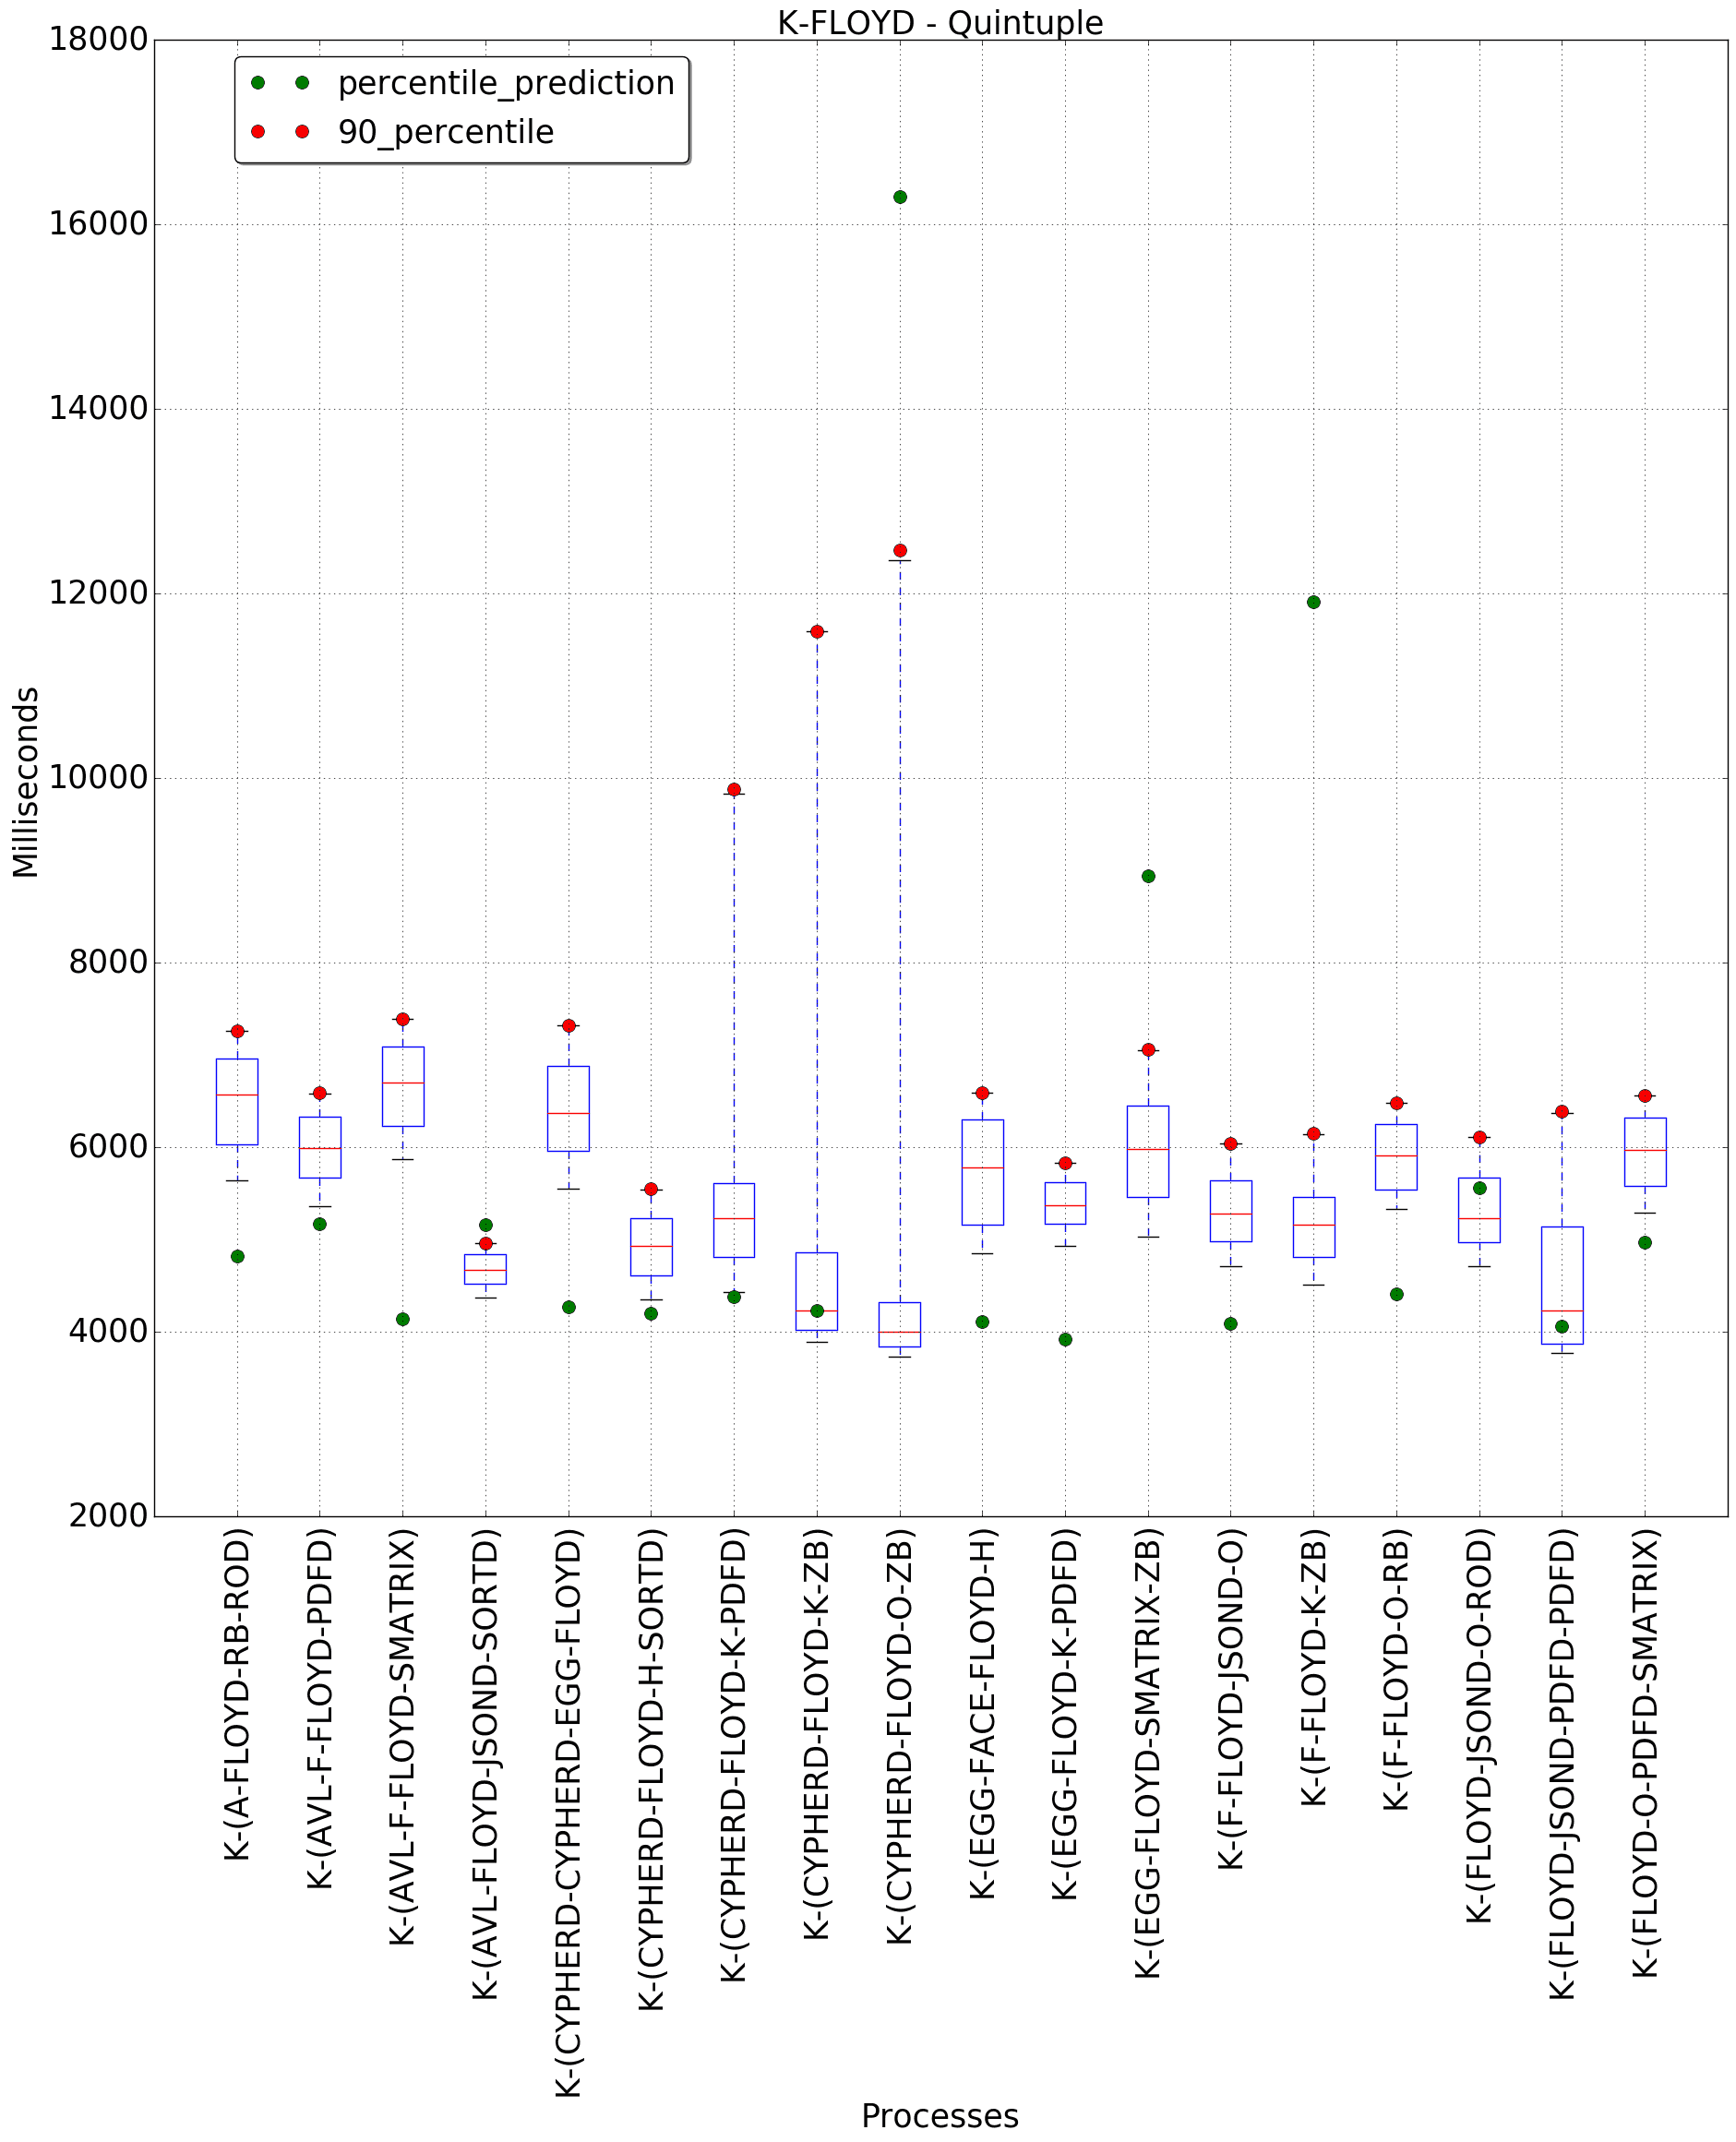 K-FLOYD - Quintuple
percentile_prediction
90_percentile
18000
16000
14000
12000
10000
8000
6000
4000
2000
Milliseconds
K-(A-FLOYD-RB-ROD)
K-(AVL-F-FLOYD-PDFD)
K-(AVL-F-FLOYD-SMATRIX)
K-(AVL-FLOYD-JSOND-SORTD)
K-(CYPHERD-CYPHERD-EGG-FLOYD)
K-(CYPHERD-FLOYD-H-SORTD)
K-(CYPHERD-FLOYD-K-PDFD)
K-(CYPHERD-FLOYD-K-ZB)
K-(CYPHERD-FLOYD-O-ZB)
K-(EGG-FACE-FLOYD-H)
K-(EGG-FLOYD-K-PDFD)
K-(EGG-FLOYD-SMATRIX-ZB)
K-(F-FLOYD-JSOND-O)
K-(F-FLOYD-K-ZB)
K-(F-FLOYD-O-RB)
K-(FLOYD-JSOND-O-ROD)
K-(FLOYD-JSOND-PDFD-PDFD)
K-(FLOYD-O-PDFD-SMATRIX)
Processes